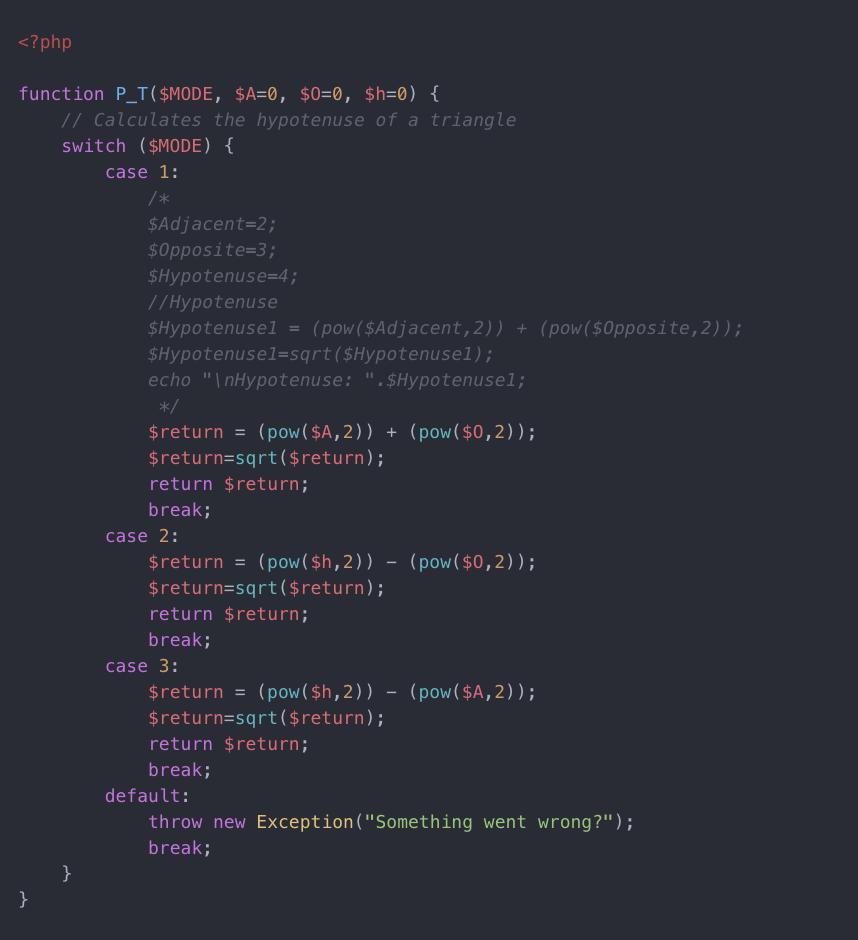 <?php
function P_T($MODE, $A=0, $O=0, $h=0) {
// Calculates the hypotenuse of a triangle
switch ($MODE) {
case 1:
/*
$Adjacent=2;
$Opposite=3;
$Hypotenuse=4;
//Hypotenuse
$Hypotenuse1 = (pow($Adjacent,2)) + (pow($Opposite,2));
$Hypotenuse1=sqrt($Hypotenuse1);
echo "\nHypotenuse: ".$Hypotenuse1;
*/
$return = (pow($A,2)) + (pow($O,2));
$return=sqrt($return);
return $return;
break;
case 2:
$return = (pow($h,2)) - (pow($O,2));
$return=sqrt($return);
return $return;
break;
case 3:
$return = (pow($h,2)) - (pow($A,2));
$return=sqrt($return);
return $return;
break;
default:
throw new Exception("Something went wrong?");
break;
}
}